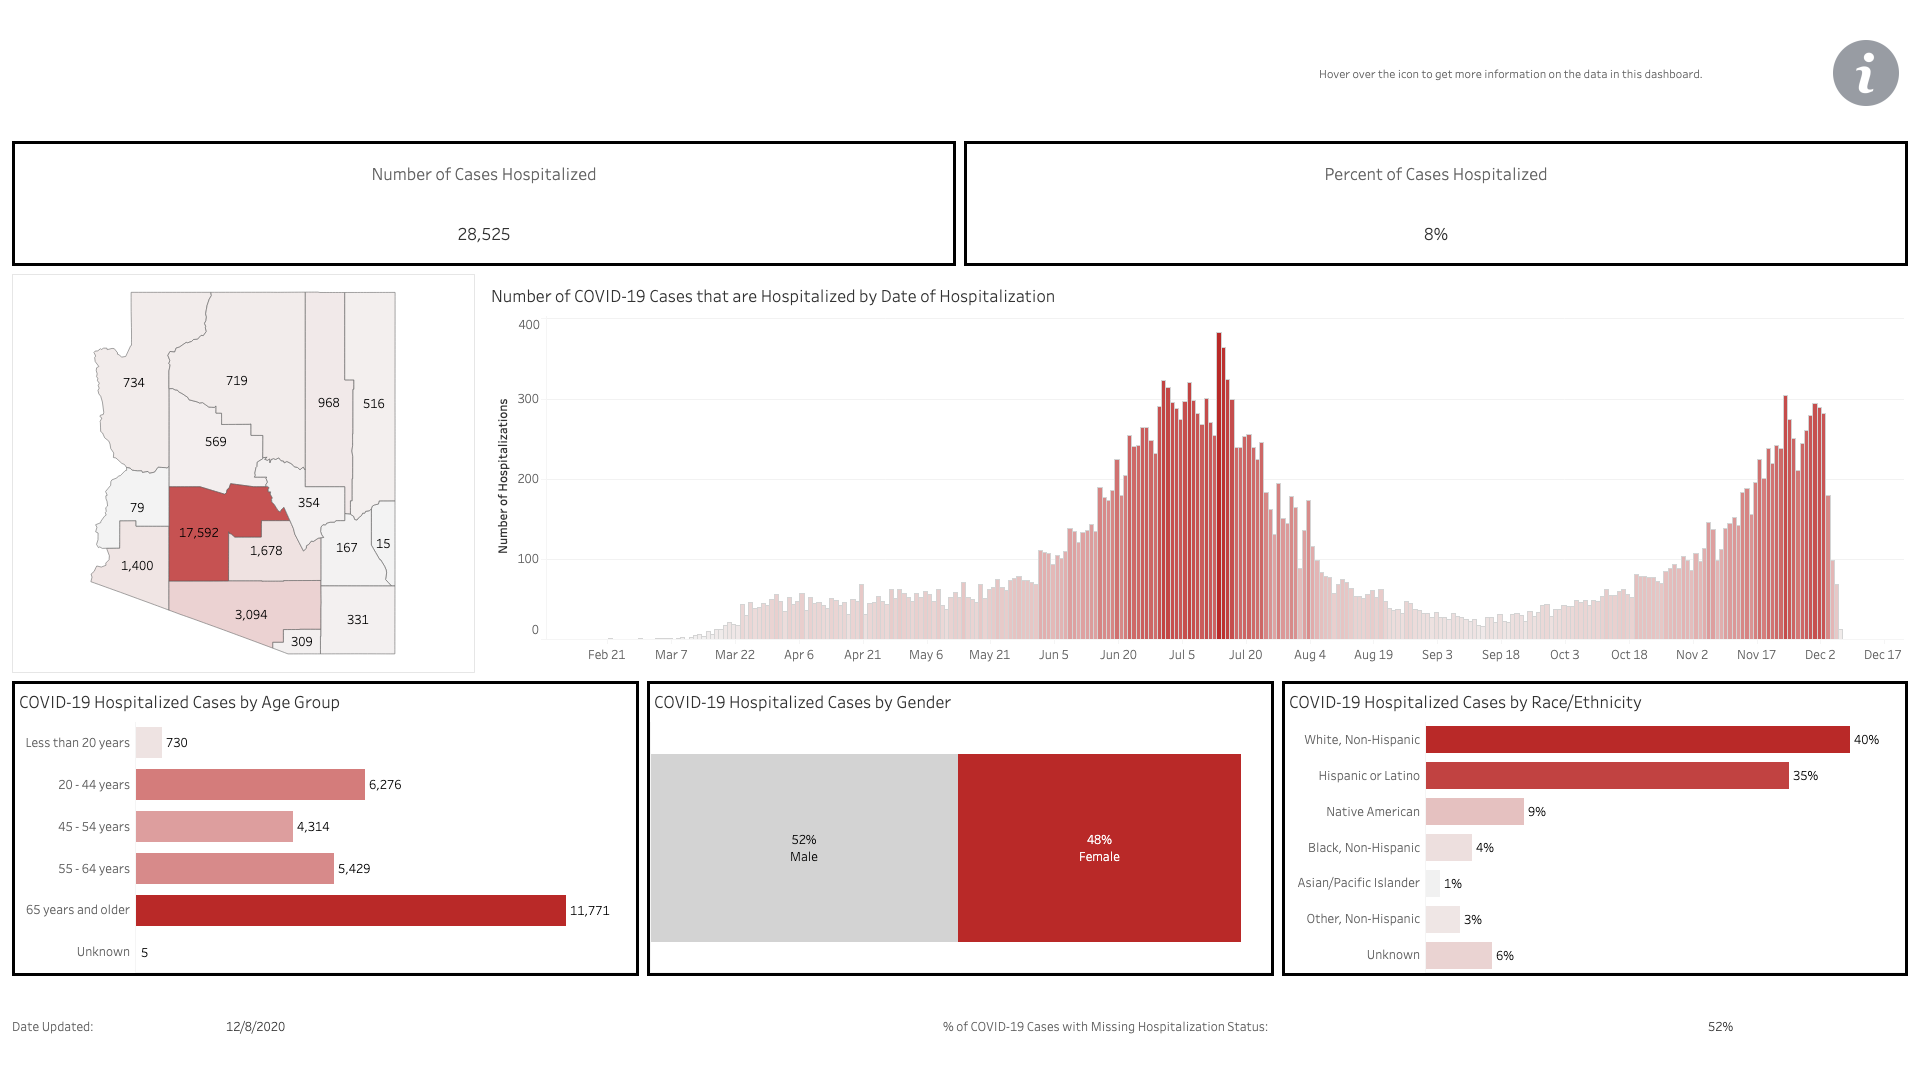 Hover over the icon to get more information on the data in this dashboard.
i
Number of Cases Hospitalized
28,525
Percent of Cases Hospitalized
8%
734
719
968
516
569
79
354
17,592
1,678
167
15
1,400
3,094
331
309
Number of COVID-19 Cases that are Hospitalized by Date of Hospitalization
Number of Hospitalizations
400
300
200
100
0
Feb 21 Mar 7 Mar 22 Apr 6 Apr 21 May 6 May 21 Jun 5 Jun 20 Jul 5 Jul 20 Aug 4 Aug 19 Sep 3 Sep 18 Oct 3 Oct 18 Nov 2 Nov 17 Dec 2 Dec 17
COVID-19 Hospitalized Cases by Age Group
Less than 20 years 730
20 - 44 years 6,276
45 - 54 years 4,314
55 - 64 years 5,429
65 years and older 11,771
Unknown 5
COVID-19 Hospitalized Cases by Gender
52%
Male
48%
Female
COVID-19 Hospitalized Cases by Race/Ethnicity
White, Non-Hispanic 40%
Hispanic or Latino 35%
Native American 9%
Black, Non-Hispanic 4%
Asian/Pacific Islander 1%
Other, Non-Hispanic 3%
Unknown 6%
Date Updated: 12/8/2020
% of COVID-19 Cases with Missing Hospitalization Status: 52%